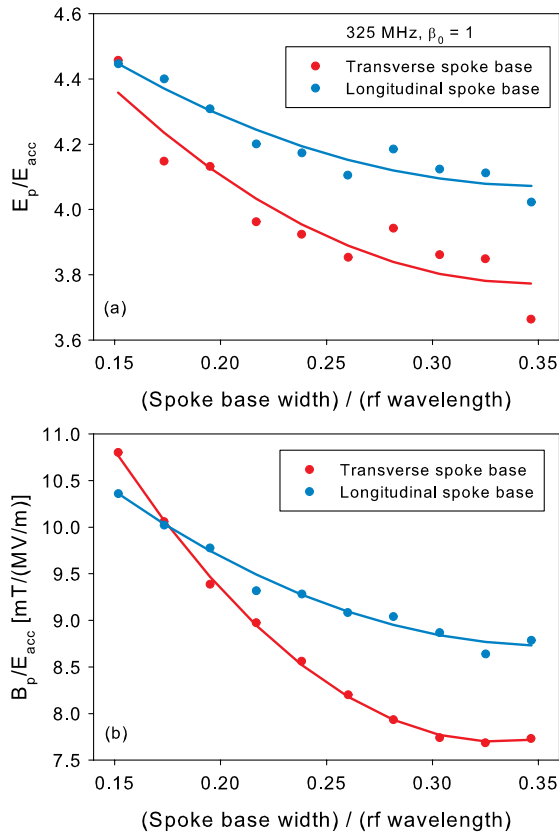 325 MHz, β₀ = 1
Transverse spoke base
Longitudinal spoke base
4.6
4.4
4.2
4.0
3.8
3.6
Eₚ/Eacc
(a)
0.15 0.20 0.25 0.30 0.35
(Spoke base width) / (rf wavelength)
Transverse spoke base
Longitudinal spoke base
11.0
10.5
10.0
9.5
9.0
8.5
8.0
7.5
Bₚ/Eacc [mT/(MV/m)]
(b)
0.15 0.20 0.25 0.30 0.35
(Spoke base width) / (rf wavelength)